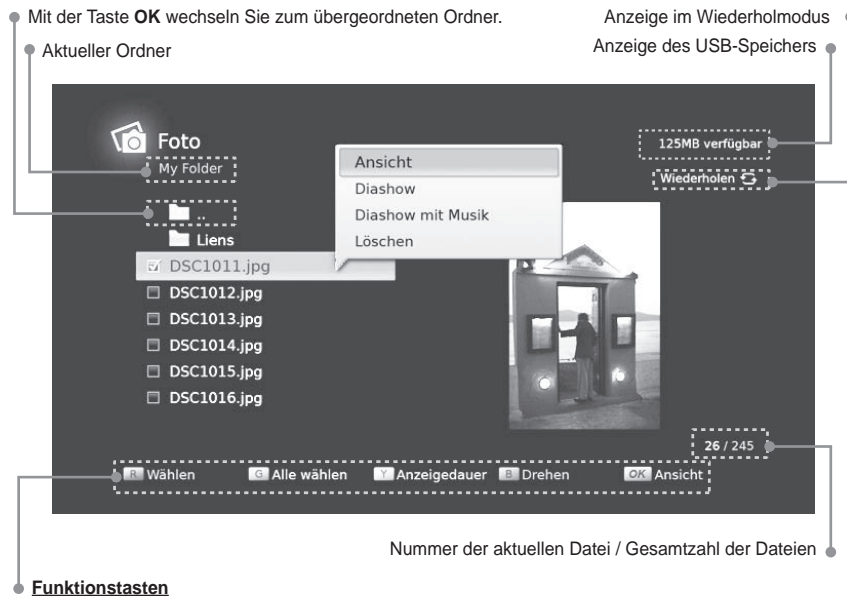 Mit der Taste OK wechseln Sie zum übergeordneten Ordner.
Anzeige im Wiederholmodus
Aktueller Ordner
Anzeige des USB-Speichers
Foto
My Folder
125MB verfügbar
Wiederholen
Ansicht
Diashow
Diashow mit Musik
Löschen
..
Liens
DSC1011.jpg
DSC1012.jpg
DSC1013.jpg
DSC1014.jpg
DSC1015.jpg
DSC1016.jpg
26 / 245
R Wählen G Alle wählen Y Anzeigedauer B Drehen OK Ansicht
Nummer der aktuellen Datei / Gesamtzahl der Dateien
Funktionstasten